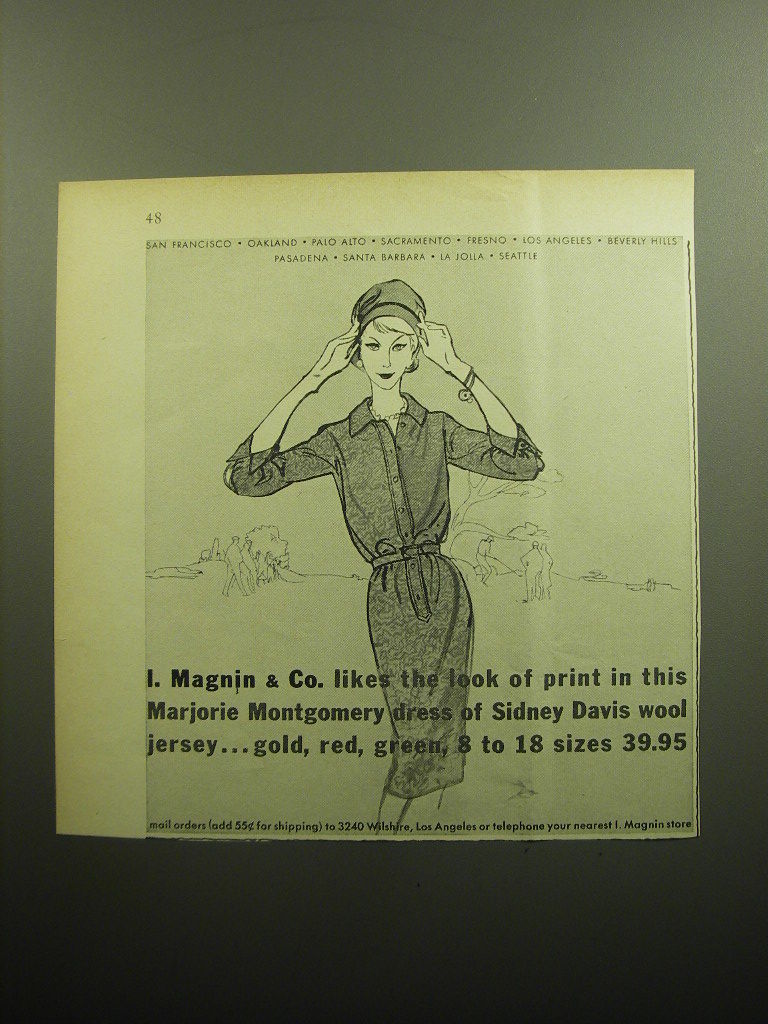 48
SAN FRANCISCO • OAKLAND • PALO ALTO • SACRAMENTO • FRESNO • LOS ANGELES • BEVERLY HILLS
PASADENA • SANTA BARBARA • LA JOLLA • SEATTLE
I. Magnin & Co. likes the look of print in this
Marjorie Montgomery dress of Sidney Davis wool
jersey...gold, red, green, 8 to 18 sizes 39.95
mail orders (add 55¢ for shipping) to 3240 Wilshire, Los Angeles or telephone your nearest I. Magnin store